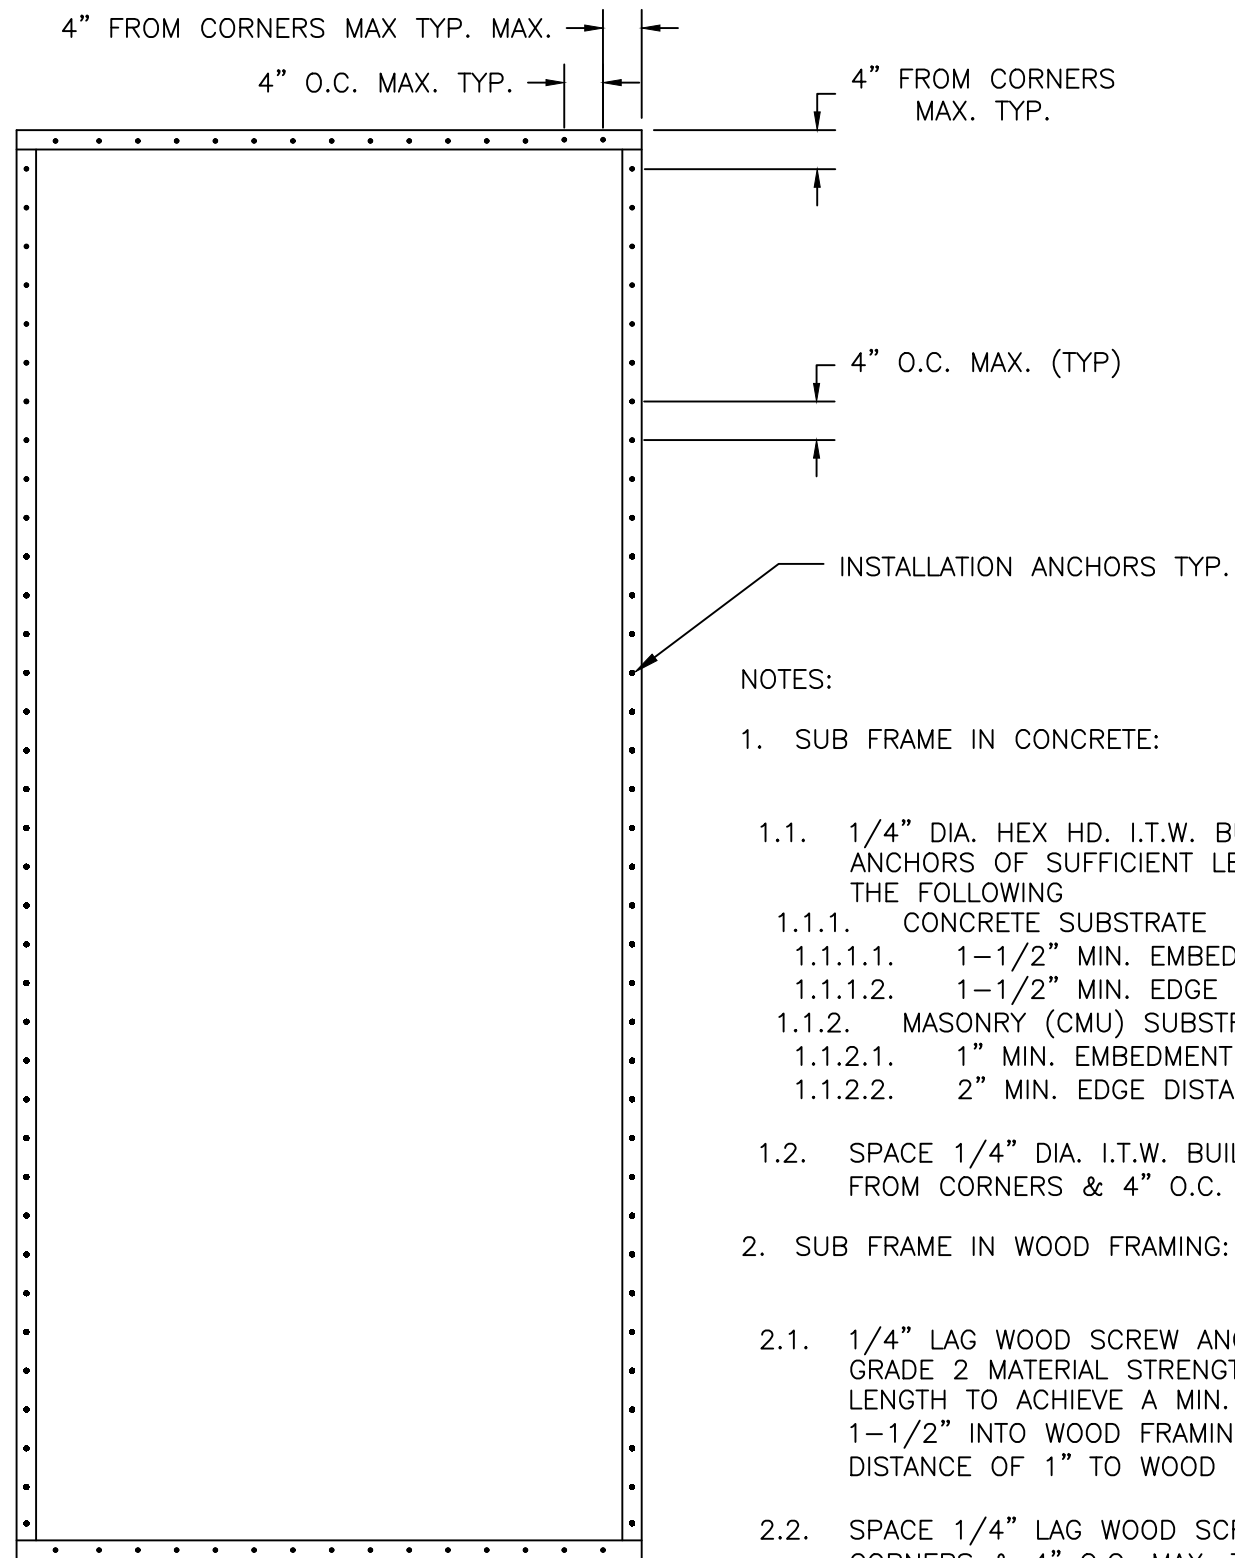 4” FROM CORNERS MAX TYP. MAX.
4” O.C. MAX. TYP.
4” FROM CORNERS
MAX. TYP.
4” O.C. MAX. (TYP)
INSTALLATION ANCHORS TYP.
NOTES:
1. SUB FRAME IN CONCRETE:
1.1. 1/4” DIA. HEX HD. I.T.W.
ANCHORS OF SUFFICIENT
THE FOLLOWING
1.1.1. CONCRETE SUBSTRATE
1.1.1.1. 1-1/2” MIN.
1.1.1.2. 1-1/2” MIN. EDGE
1.1.2. MASONRY (CMU)
1.1.2.1. 1” MIN. EMBEDMENT
1.1.2.2. 2” MIN. EDGE
1.2. SPACE 1/4” DIA. I.T.W.
FROM CORNERS & 4” O.C.
2. SUB FRAME IN WOOD FRAMING:
2.1. 1/4” LAG WOOD SCREW
GRADE 2 MATERIAL
LENGTH TO ACHIEVE A MIN.
1-1/2” INTO WOOD
DISTANCE OF 1” TO WOOD
2.2. SPACE 1/4” LAG WOOD
CORNERS & 4” O.C. MAX.